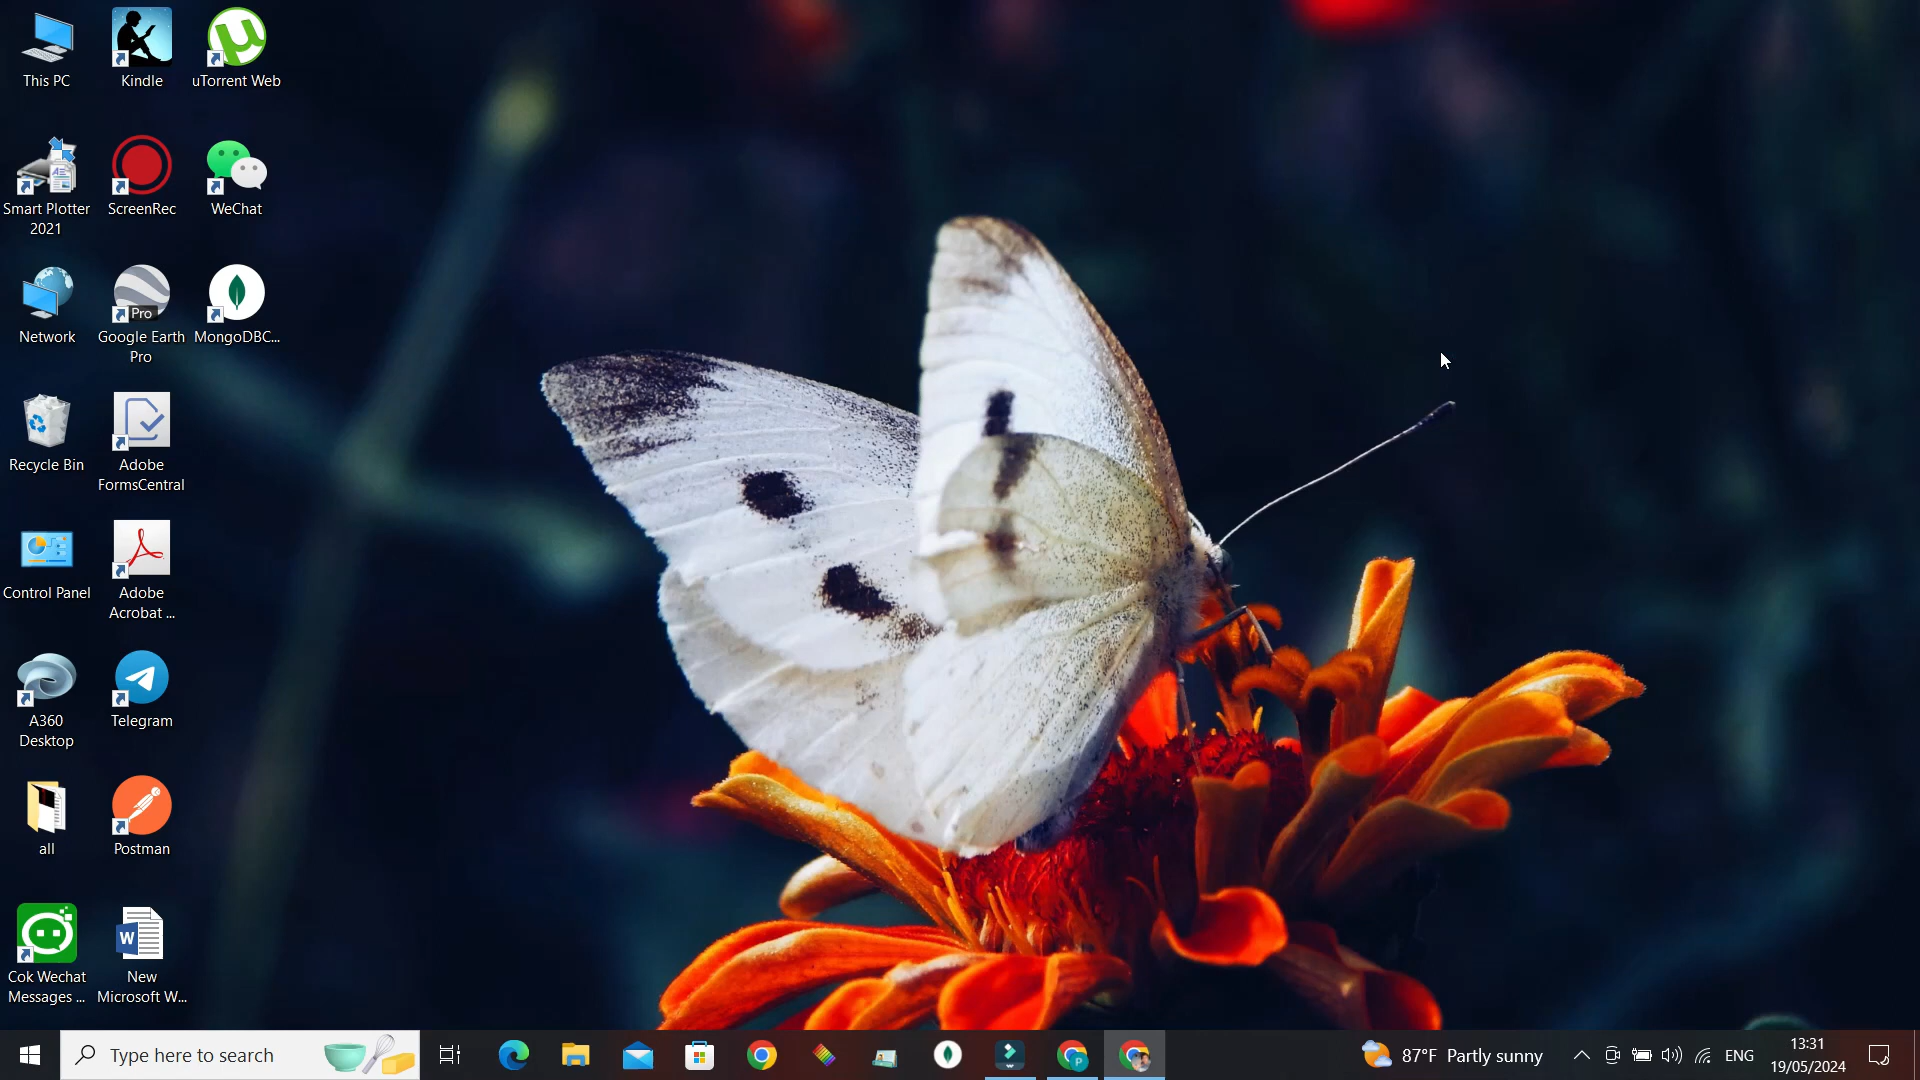 This PC
Kindle
uTorrent Web
Smart Plotter
2021
ScreenRec
WeChat
Network
Pro
Google Earth
Pro
MongoDBC...
Recycle Bin
Adobe
FormsCentral
Control Panel
Adobe
Acrobat ...
A360
Desktop
Telegram
all
Postman
W
Cok Wechat
Messages ...
New
Microsoft W...
Type here to search
P
87°F Partly sunny
ENG
13:31
19/05/2024